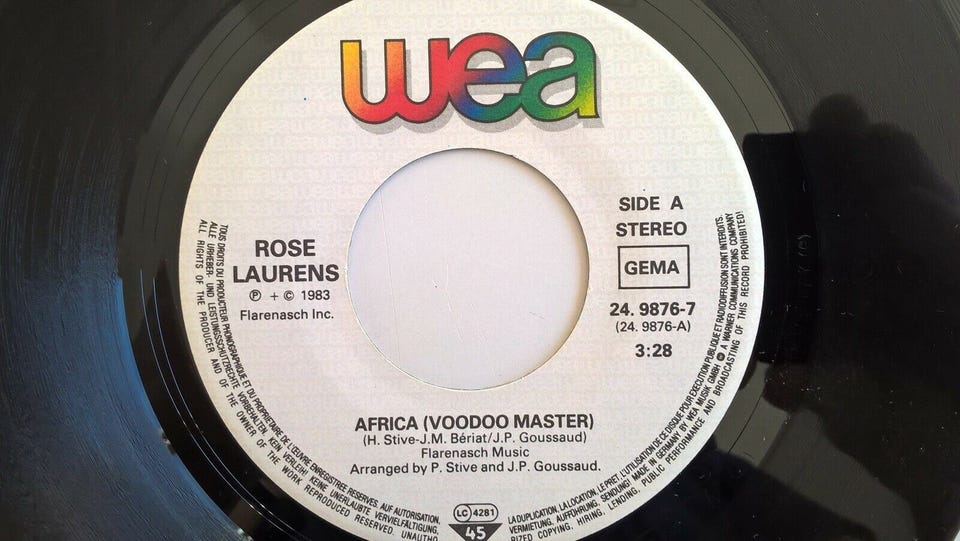 wea
SIDE A
STEREO
GEMA
24. 9876-7
(24. 9876-A)
3:28
ROSE
LAURENS
℗ + © 1983
Flarenasch Inc.
AFRICA (VOODOO MASTER)
(H. Stive-J.M. Bériat/J.P. Goussaud)
Flarenasch Music
Arranged by P. Stive and J.P. Goussaud.
LC 4281
45
TOUS DROITS DU PRODUCTEUR PHONOGRAPHIQUE ET DU PROPRIETAIRE DE L'ŒUVRE ENREGISTREE RESERVES. AUF AUTORISATION,
ALLE URHEBER- UND LEISTUNGSSCHUTZRECHTE VORBEHALTEN. KEIN VERLEIH! KEINE UNERLAUBTE VERVIELFÄLTIGUNG,
ALL RIGHTS OF THE PRODUCER AND OF THE OWNER OF THE WORK REPRODUCED RESERVED. UNAUTHO
LA DUPLICATION, LA LOCATION, LE PRET, L'UTILISATION DE CE DISQUE POUR EXECUTION PUBLIQUE ET RADIODIFFUSION SONT INTERDITS.
VERMIETUNG, AUFFÜHRUNG, SENDUNG! MADE IN GERMANY BY WEA MUSIK GMBH A WARNER COMMUNICATIONS COMPANY
RIZED COPYING, HIRING, LENDING, PUBLIC PERFORMANCE AND BROADCASTING OF THIS RECORD PROHIBITED!